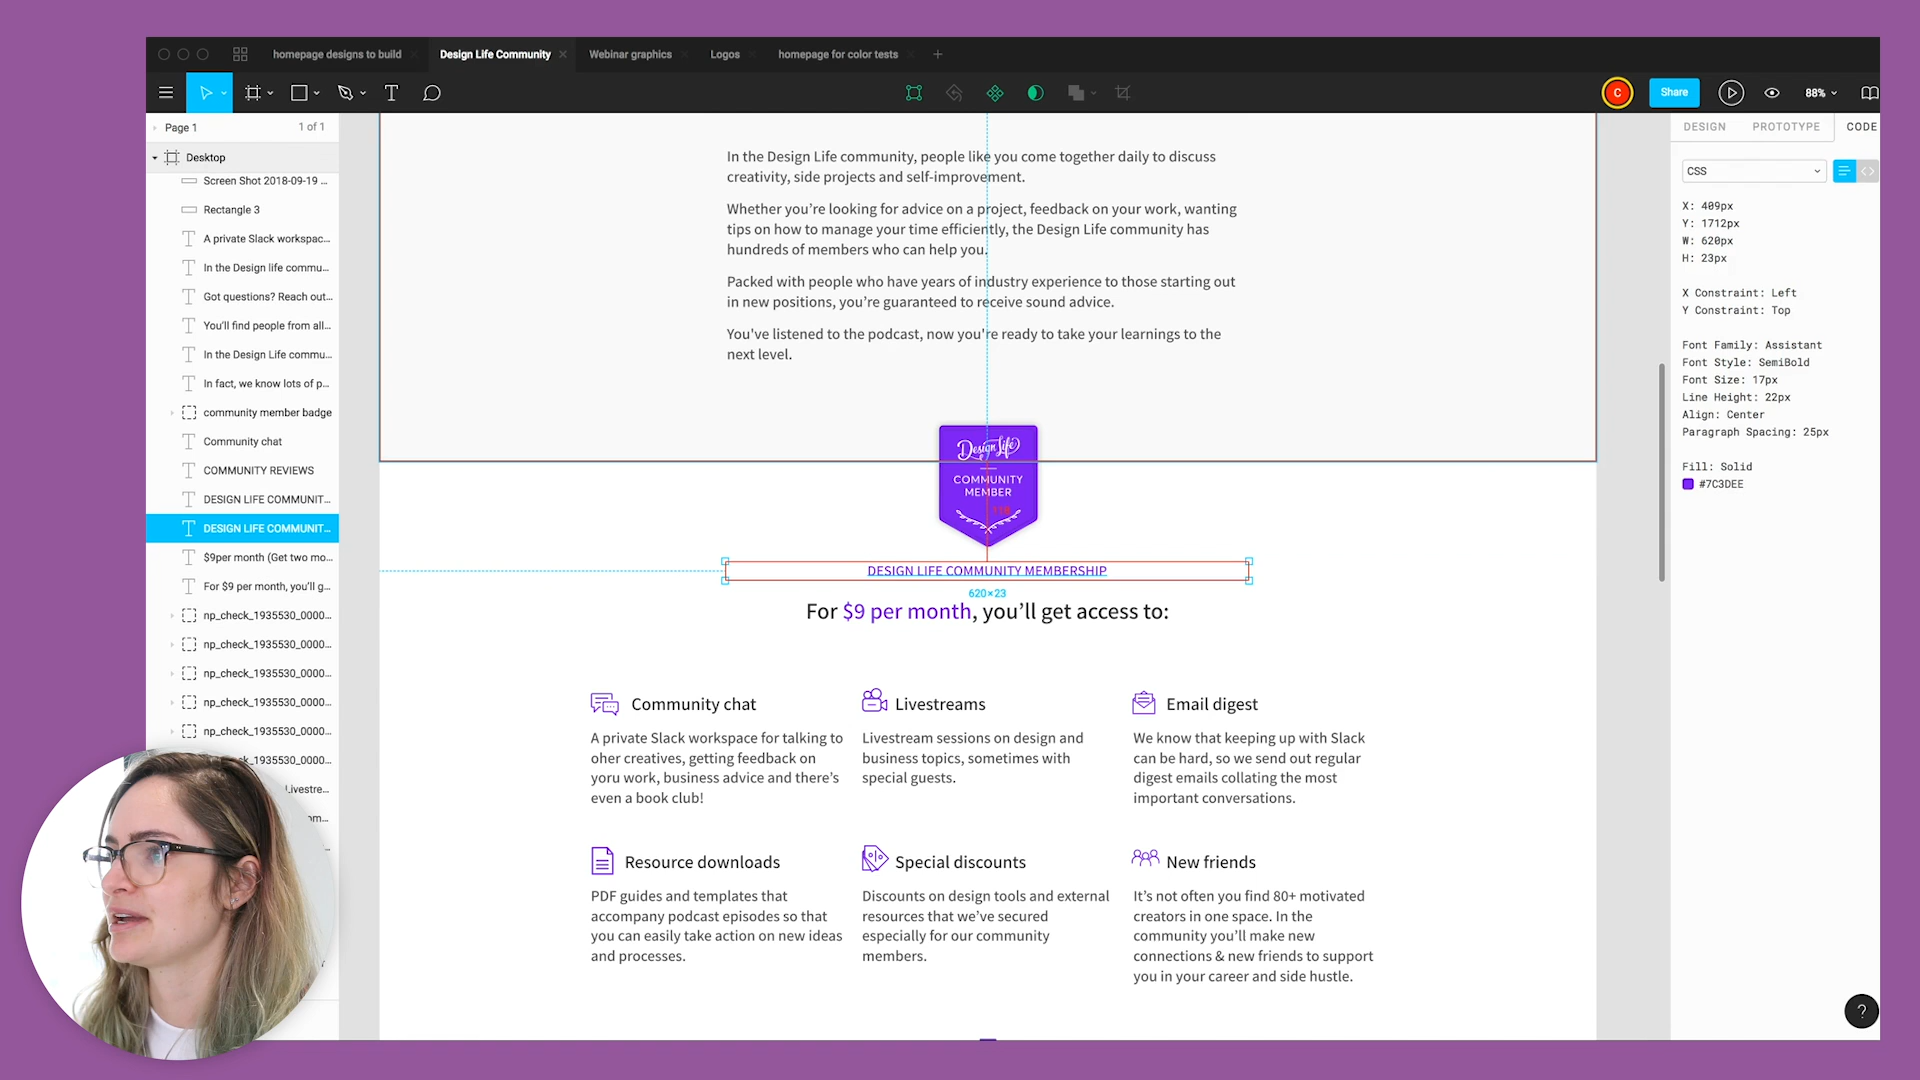 homepage designs to build
Design Life Community
Webinar graphics
Logos
homepage for color tests
C
Share
88%
Page 1
1 of 1
Desktop
Screen Shot 2018-09-19 ...
Rectangle 3
A private Slack workspac...
In the Design life commu...
Got questions? Reach out...
You'll find people from all...
In the Design Life commu...
In fact, we know lots of p...
community member badge
Community chat
COMMUNITY REVIEWS
DESIGN LIFE COMMUNIT...
DESIGN LIFE COMMUNIT...
$9per month (Get two mo...
For $9 per month, you'll g...
np_check_1935530_0000...
np_check_1935530_0000...
np_check_1935530_0000...
np_check_1935530_0000...
np_check_1935530_0000...
In the Design Life community, people like you come together daily to discuss
creativity, side projects and self-improvement.
Whether you’re looking for advice on a project, feedback on your work, wanting
tips on how to manage your time efficiently, the Design Life community has
hundreds of members who can help you.
Packed with people who have years of industry experience to those starting out
in new positions, you’re guaranteed to receive sound advice.
You've listened to the podcast, now you're ready to take your learnings to the
next level.
Design Life
COMMUNITY
MEMBER
DESIGN LIFE COMMUNITY MEMBERSHIP
620×23
For $9 per month, you’ll get access to:
Community chat
A private Slack workspace for talking to
oher creatives, getting feedback on
yoru work, business advice and there’s
even a book club!
Livestreams
Livestream sessions on design and
business topics, sometimes with
special guests.
Email digest
We know that keeping up with Slack
can be hard, so we send out regular
digest emails collating the most
important conversations.
Resource downloads
PDF guides and templates that
accompany podcast episodes so that
you can easily take action on new ideas
and processes.
Special discounts
Discounts on design tools and external
resources that we’ve secured
especially for our community
members.
New friends
It’s not often you find 80+ motivated
creators in one space. In the
community you’ll make new
connections & new friends to support
you in your career and side hustle.
DESIGN
PROTOTYPE
CODE
CSS
X: 409px
Y: 1712px
W: 620px
H: 23px
X Constraint: Left
Y Constraint: Top
Font Family: Assistant
Font Style: SemiBold
Font Size: 17px
Line Height: 22px
Align: Center
Paragraph Spacing: 25px
Fill: Solid
#7C3DEE
?